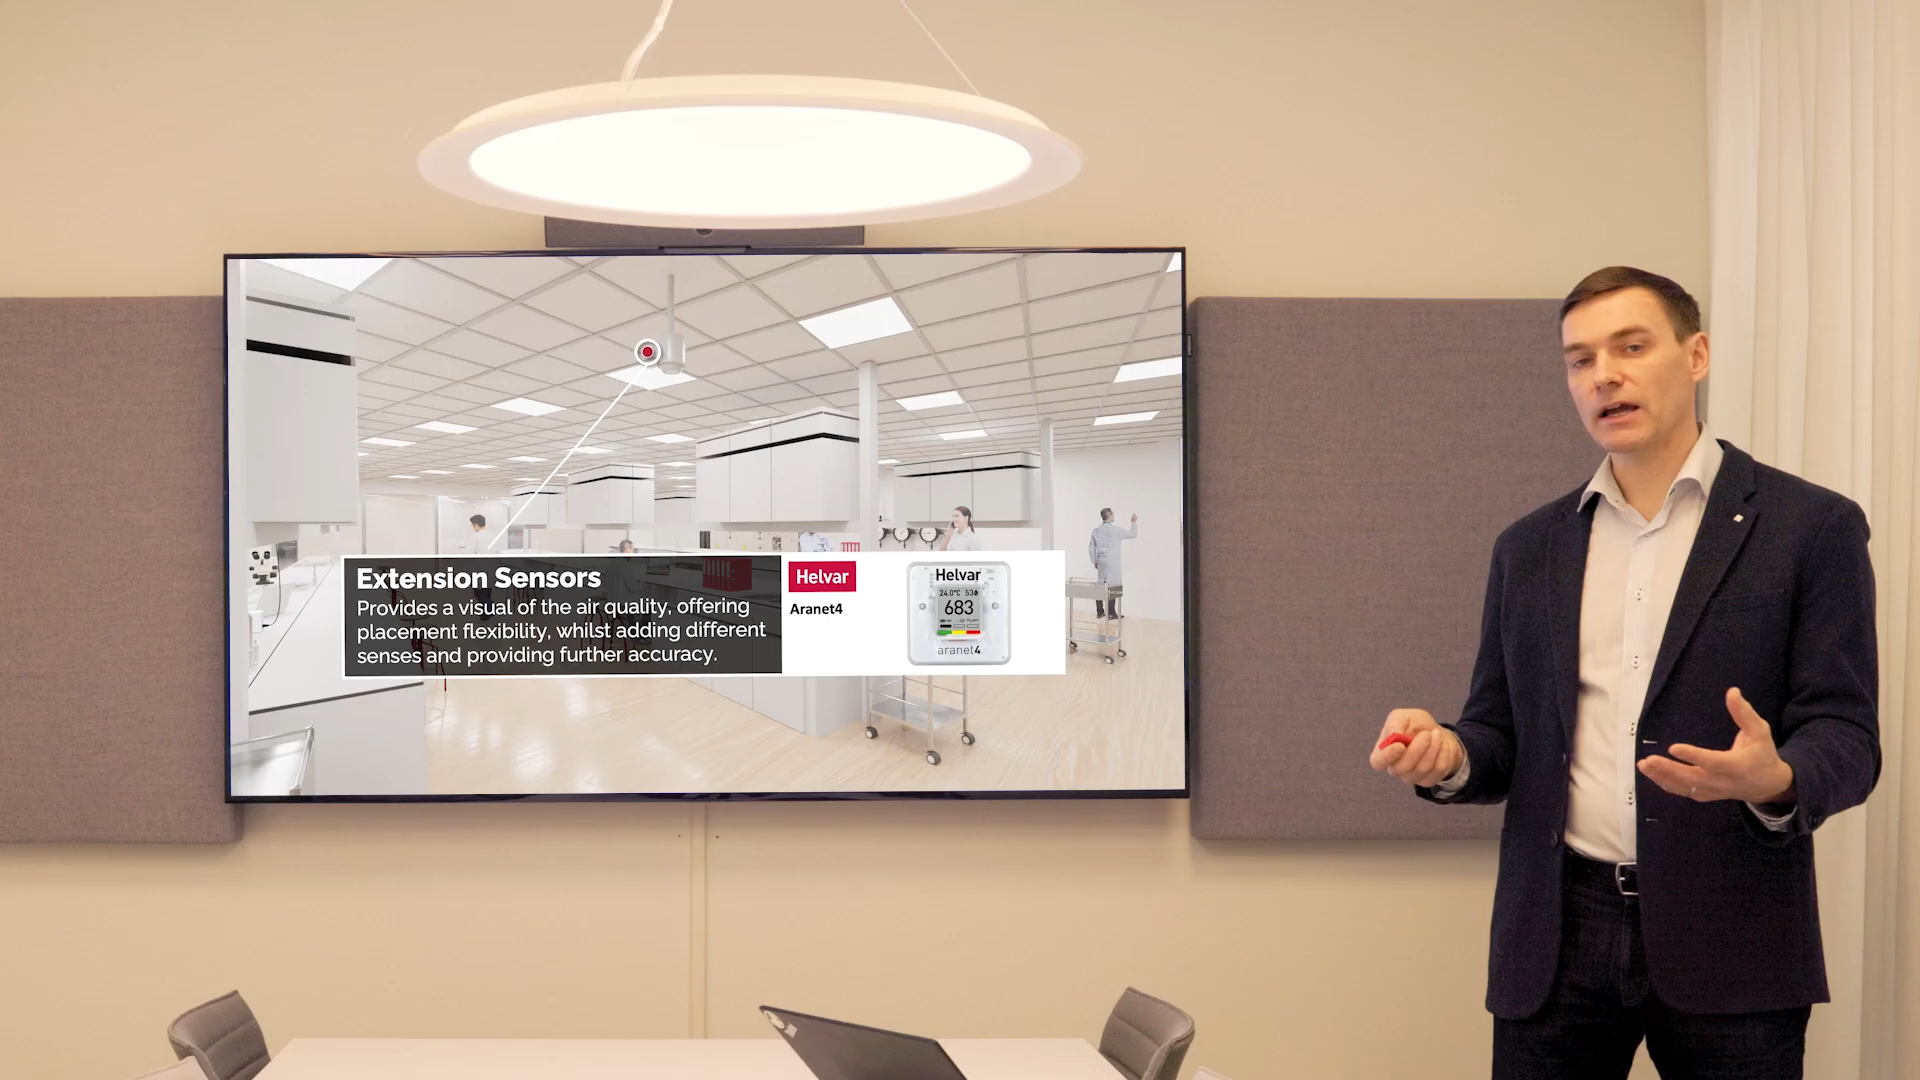 Extension Sensors
Provides a visual of the air quality, offering
placement flexibility, whilst adding different
senses and providing further accuracy.
Helvar
Aranet4
Helvar
24.0°C 53
683
aranet4